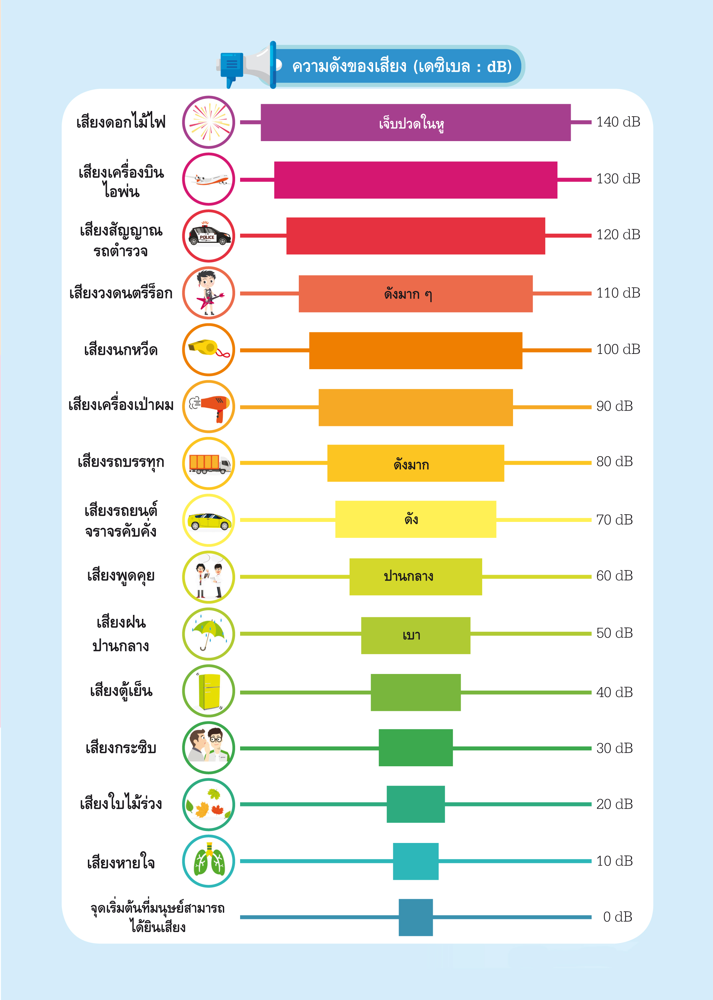 ความดังของเสียง (เดซิเบล : dB)
เสียงดอกไม้ไฟ
เจ็บปวดในหู
140 dB
เสียงเครื่องบิน
ไอพ่น
130 dB
เสียงสัญญาณ
รถตำรวจ
POLICE
120 dB
เสียงวงดนตรีร็อก
ดังมาก ๆ
110 dB
เสียงนกหวีด
100 dB
เสียงเครื่องเป่าผม
90 dB
เสียงรถบรรทุก
ดังมาก
80 dB
เสียงรถยนต์
จราจรคับคั่ง
ดัง
70 dB
เสียงพูดคุย
ปานกลาง
60 dB
เสียงฝน
ปานกลาง
เบา
50 dB
เสียงตู้เย็น
40 dB
เสียงกระซิบ
30 dB
เสียงใบไม้ร่วง
20 dB
เสียงหายใจ
10 dB
จุดเริ่มต้นที่มนุษย์สามารถ
ได้ยินเสียง
0 dB